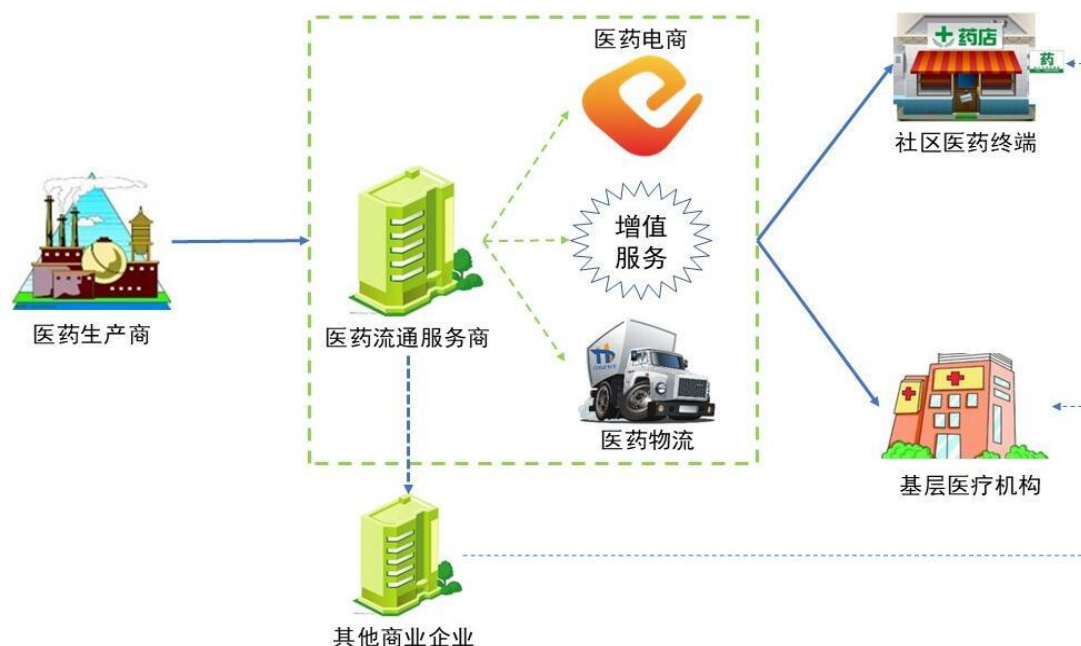 医药电商
药店
药
社区医药终端
增值
服务
医药生产商
医药流通服务商
医药物流
基层医疗机构
其他商业企业